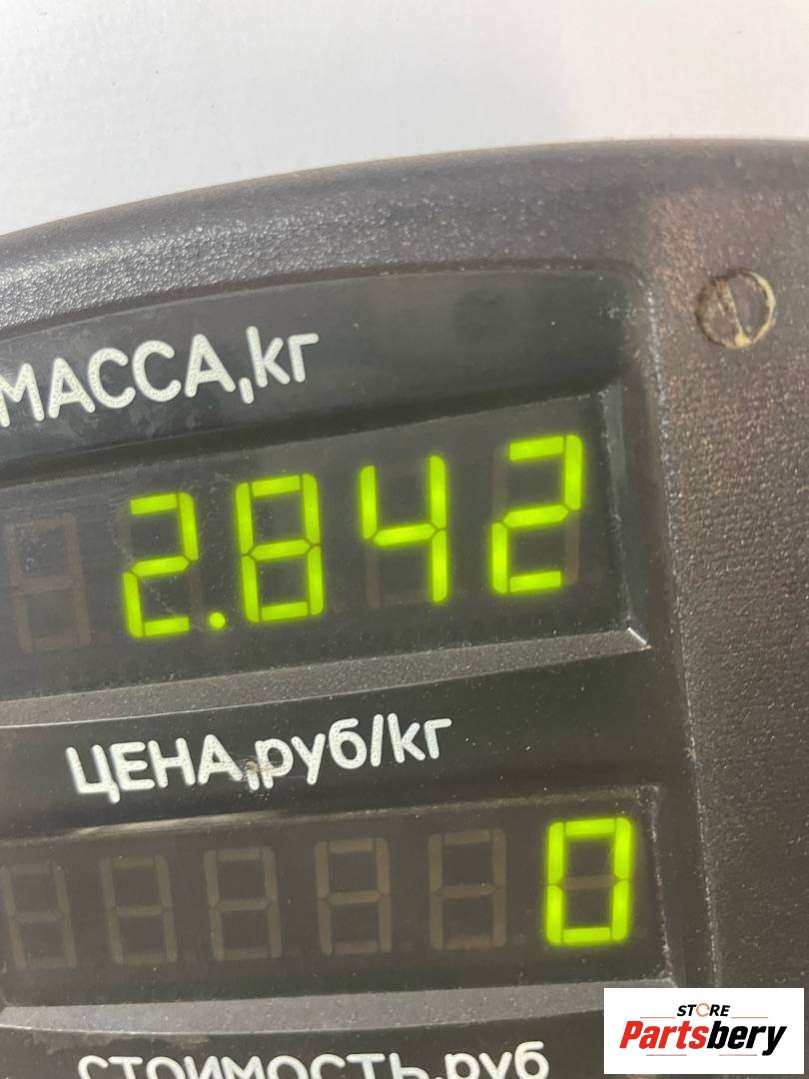 МАССА,кг
2.842
ЦЕНА,руб/кг
0
СТОИМОСТЬ,руб
STORE
Partsbery